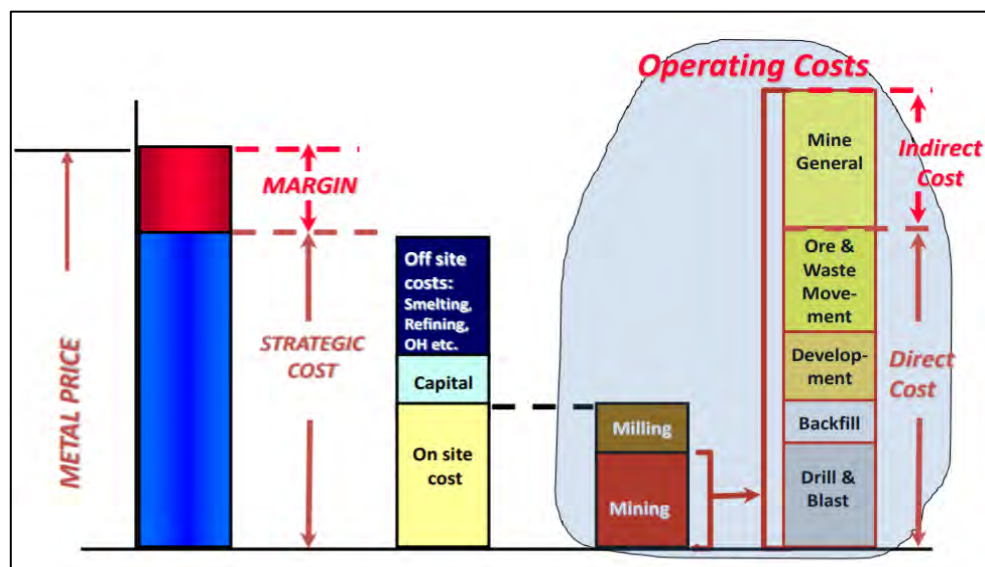 Operating Costs
METAL PRICE
MARGIN
STRATEGIC
COST
Off site
costs:
Smelting,
Refining,
OH etc.
Capital
On site
cost
Milling
Mining
Mine
General
Ore &
Waste
Move-
ment
Develop-
ment
Backfill
Drill &
Blast
Indirect
Cost
Direct
Cost